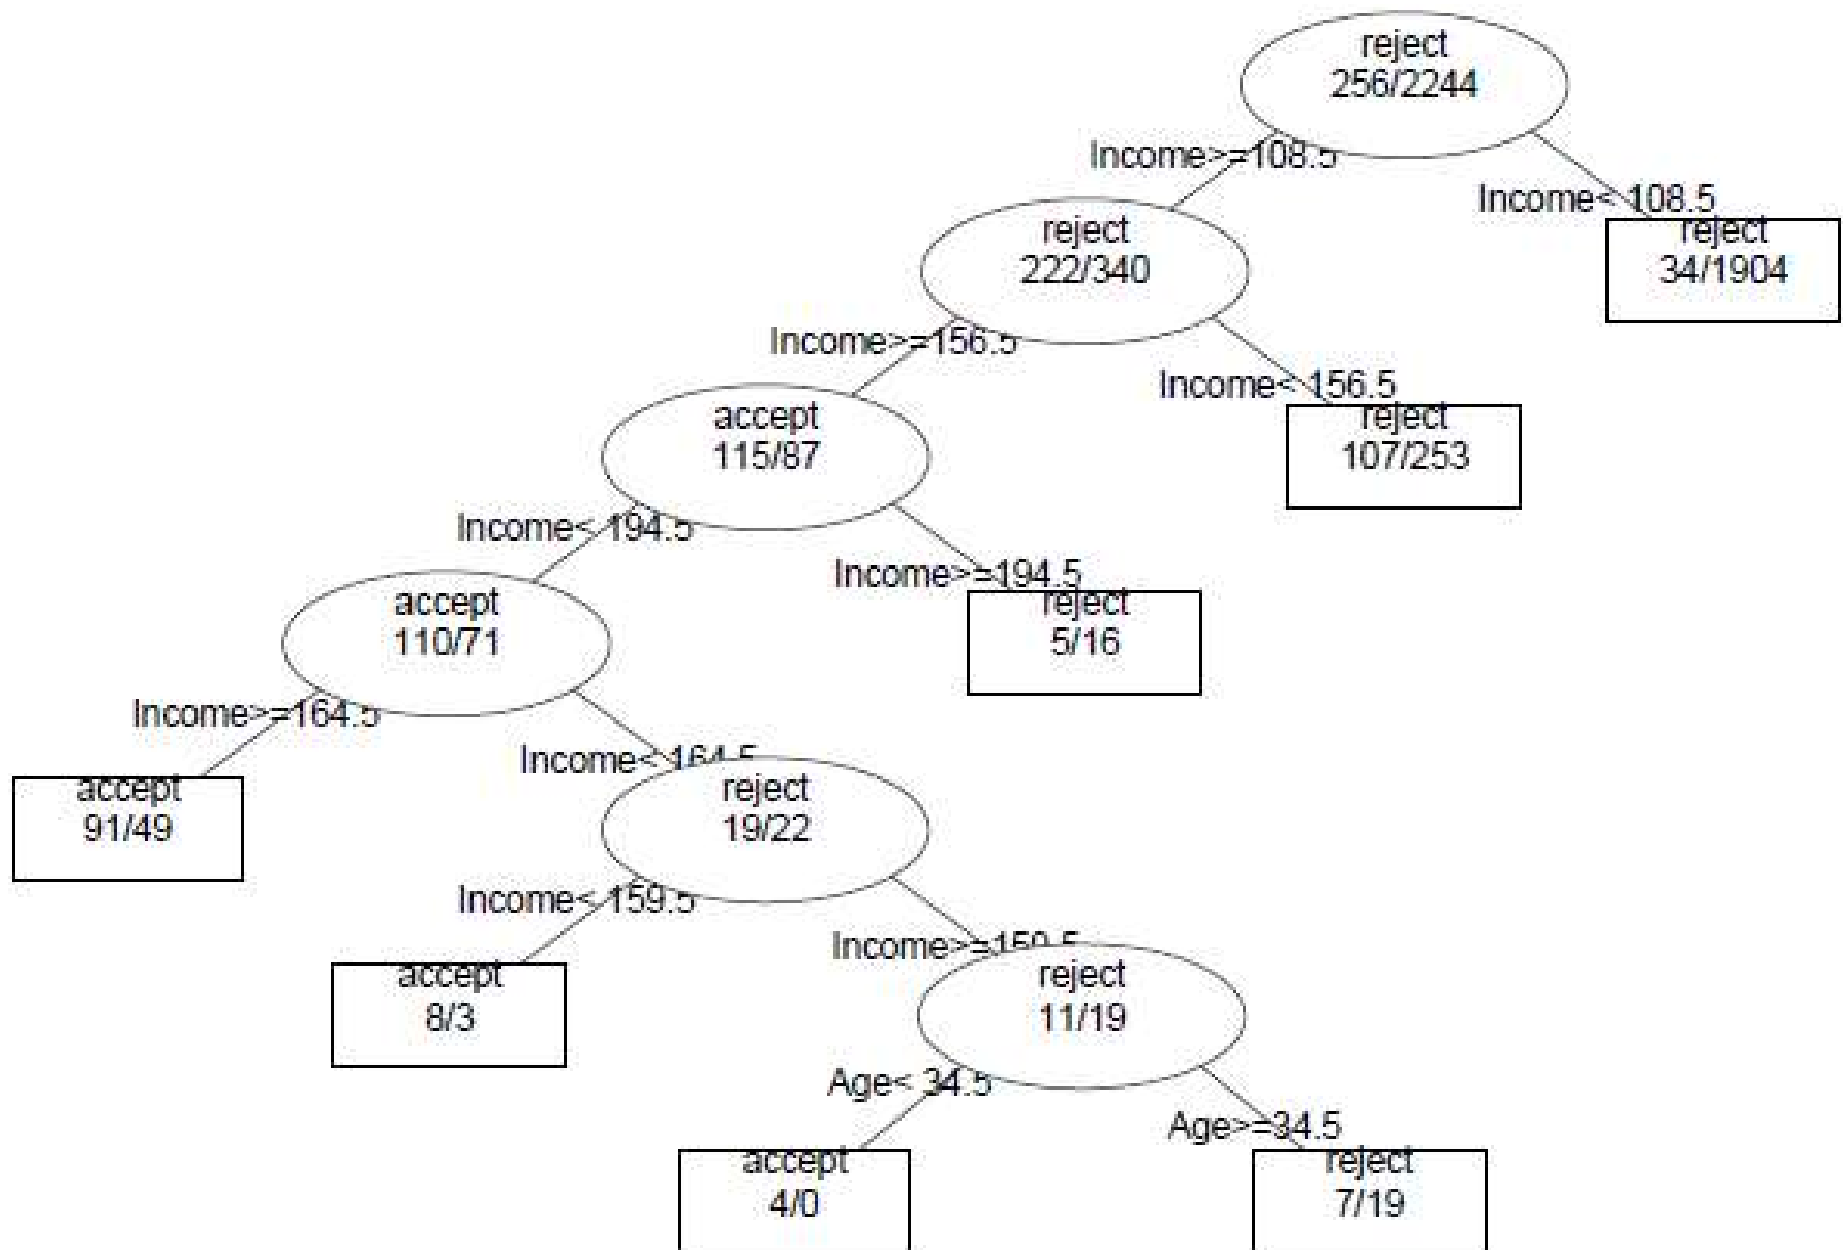 reject
256/2244
Income>=108.5
Income< 108.5
reject
222/340
reject
34/1904
Income>=156.5
Income< 156.5
accept
115/87
reject
107/253
Income< 194.5
Income>=194.5
accept
110/71
reject
5/16
Income>=164.5
Income< 164.5
accept
91/49
reject
19/22
Income< 159.5
Income>=159.5
accept
8/3
reject
11/19
Age< 34.5
Age>=34.5
accept
4/0
reject
7/19